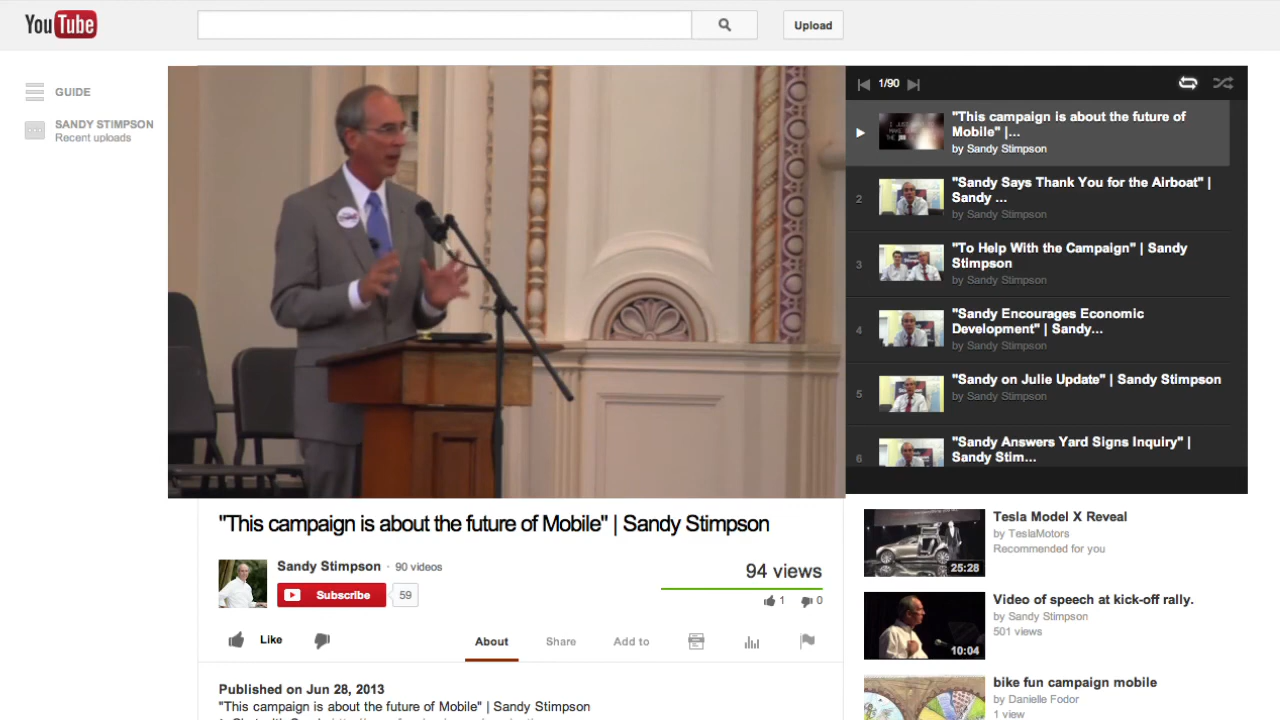 YouTube
Upload
GUIDE
SANDY STIMPSON
Recent uploads
1/90
"This campaign is about the future of
Mobile" |...
by Sandy Stimpson
2
"Sandy Says Thank You for the Airboat" |
Sandy ...
by Sandy Stimpson
3
"To Help With the Campaign" | Sandy
Stimpson
by Sandy Stimpson
4
"Sandy Encourages Economic
Development" | Sandy...
by Sandy Stimpson
5
"Sandy on Julie Update" | Sandy Stimpson
by Sandy Stimpson
6
"Sandy Answers Yard Signs Inquiry" |
Sandy Stim...
"This campaign is about the future of Mobile" | Sandy Stimpson
Sandy Stimpson · 90 videos
Subscribe 59
94 views
1 0
Like
About Share Add to
Published on Jun 28, 2013
"This campaign is about the future of Mobile" | Sandy Stimpson
Tesla Model X Reveal
by TeslaMotors
Recommended for you
25:28
Video of speech at kick-off rally.
by Sandy Stimpson
501 views
10:04
bike fun campaign mobile
by Danielle Fodor
1 view